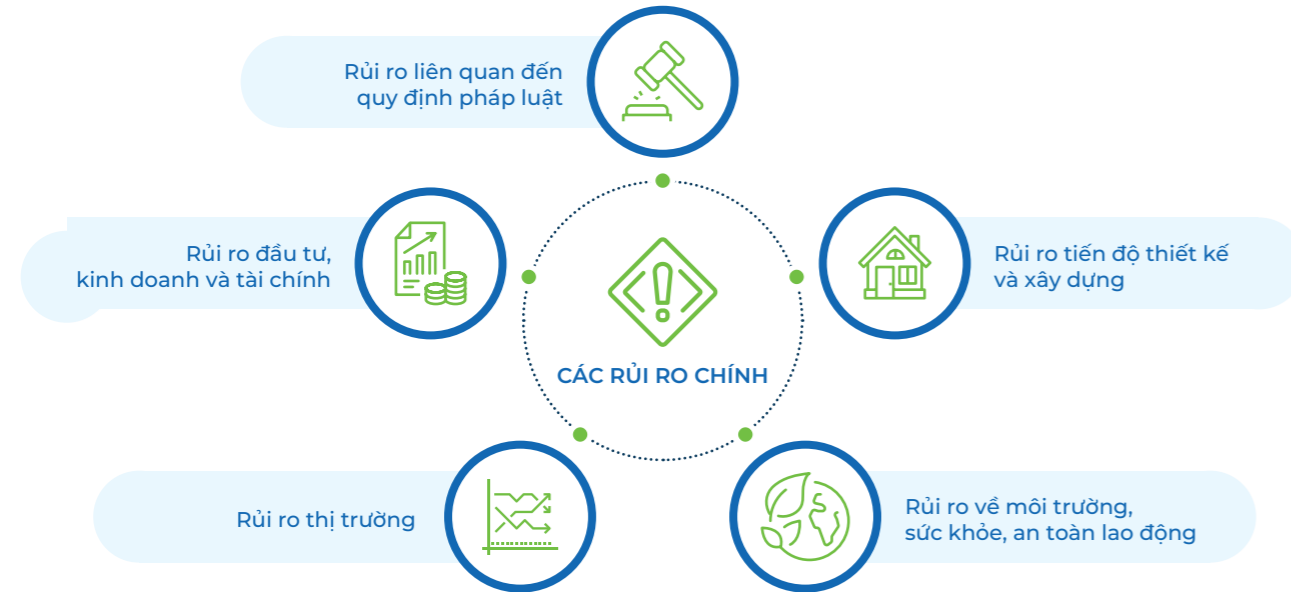 Rủi ro liên quan đến
quy định pháp luật
Rủi ro đầu tư,
kinh doanh và tài chính
Rủi ro tiến độ thiết kế
và xây dựng
CÁC RỦI RO CHÍNH
Rủi ro thị trường
Rủi ro về môi trường,
sức khỏe, an toàn lao động